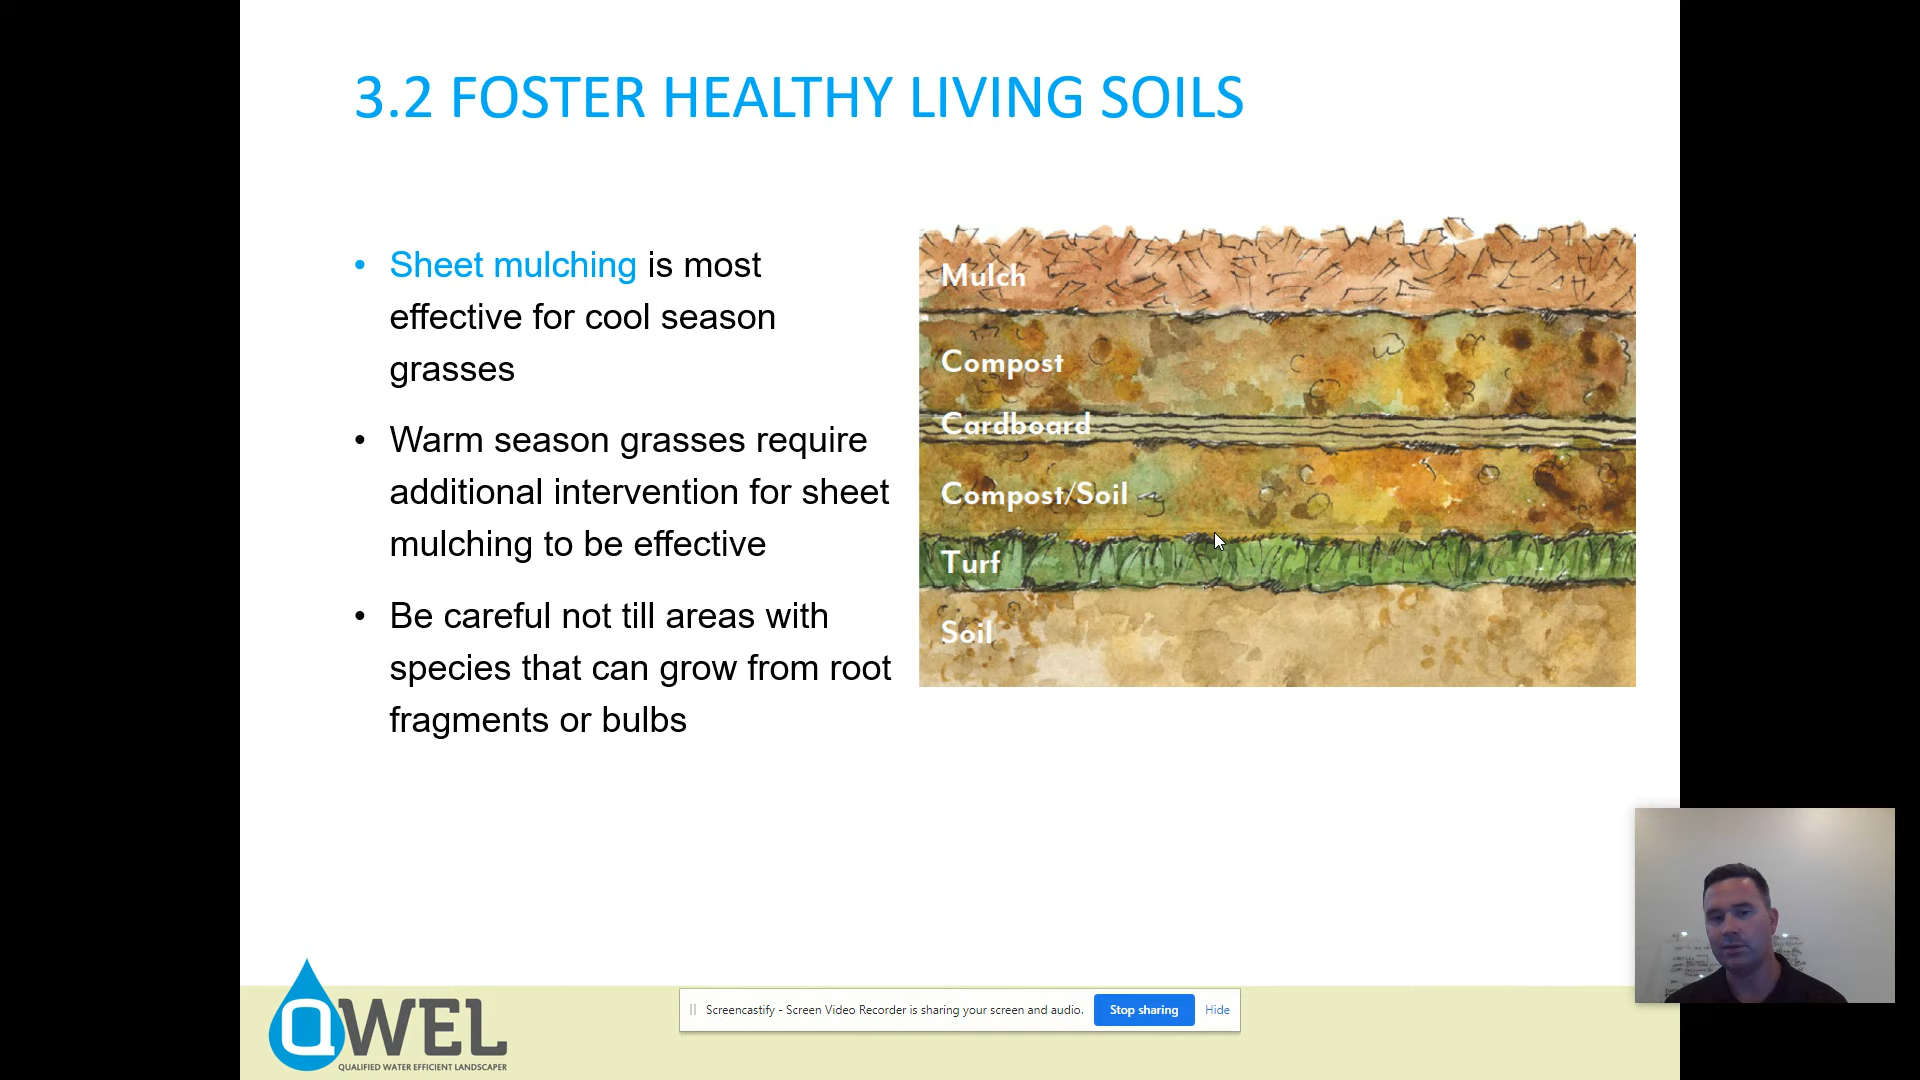 3.2 FOSTER HEALTHY LIVING SOILS
• Sheet mulching is most
effective for cool season
grasses
• Warm season grasses require
additional intervention for sheet
mulching to be effective
• Be careful not till areas with
species that can grow from root
fragments or bulbs
Mulch
Compost
Cardboard
Compost/Soil
Turf
Soil
QWEL
QUALIFIED WATER EFFICIENT LANDSCAPER
Screencastify - Screen Video Recorder is sharing your screen and audio. Stop sharing Hide